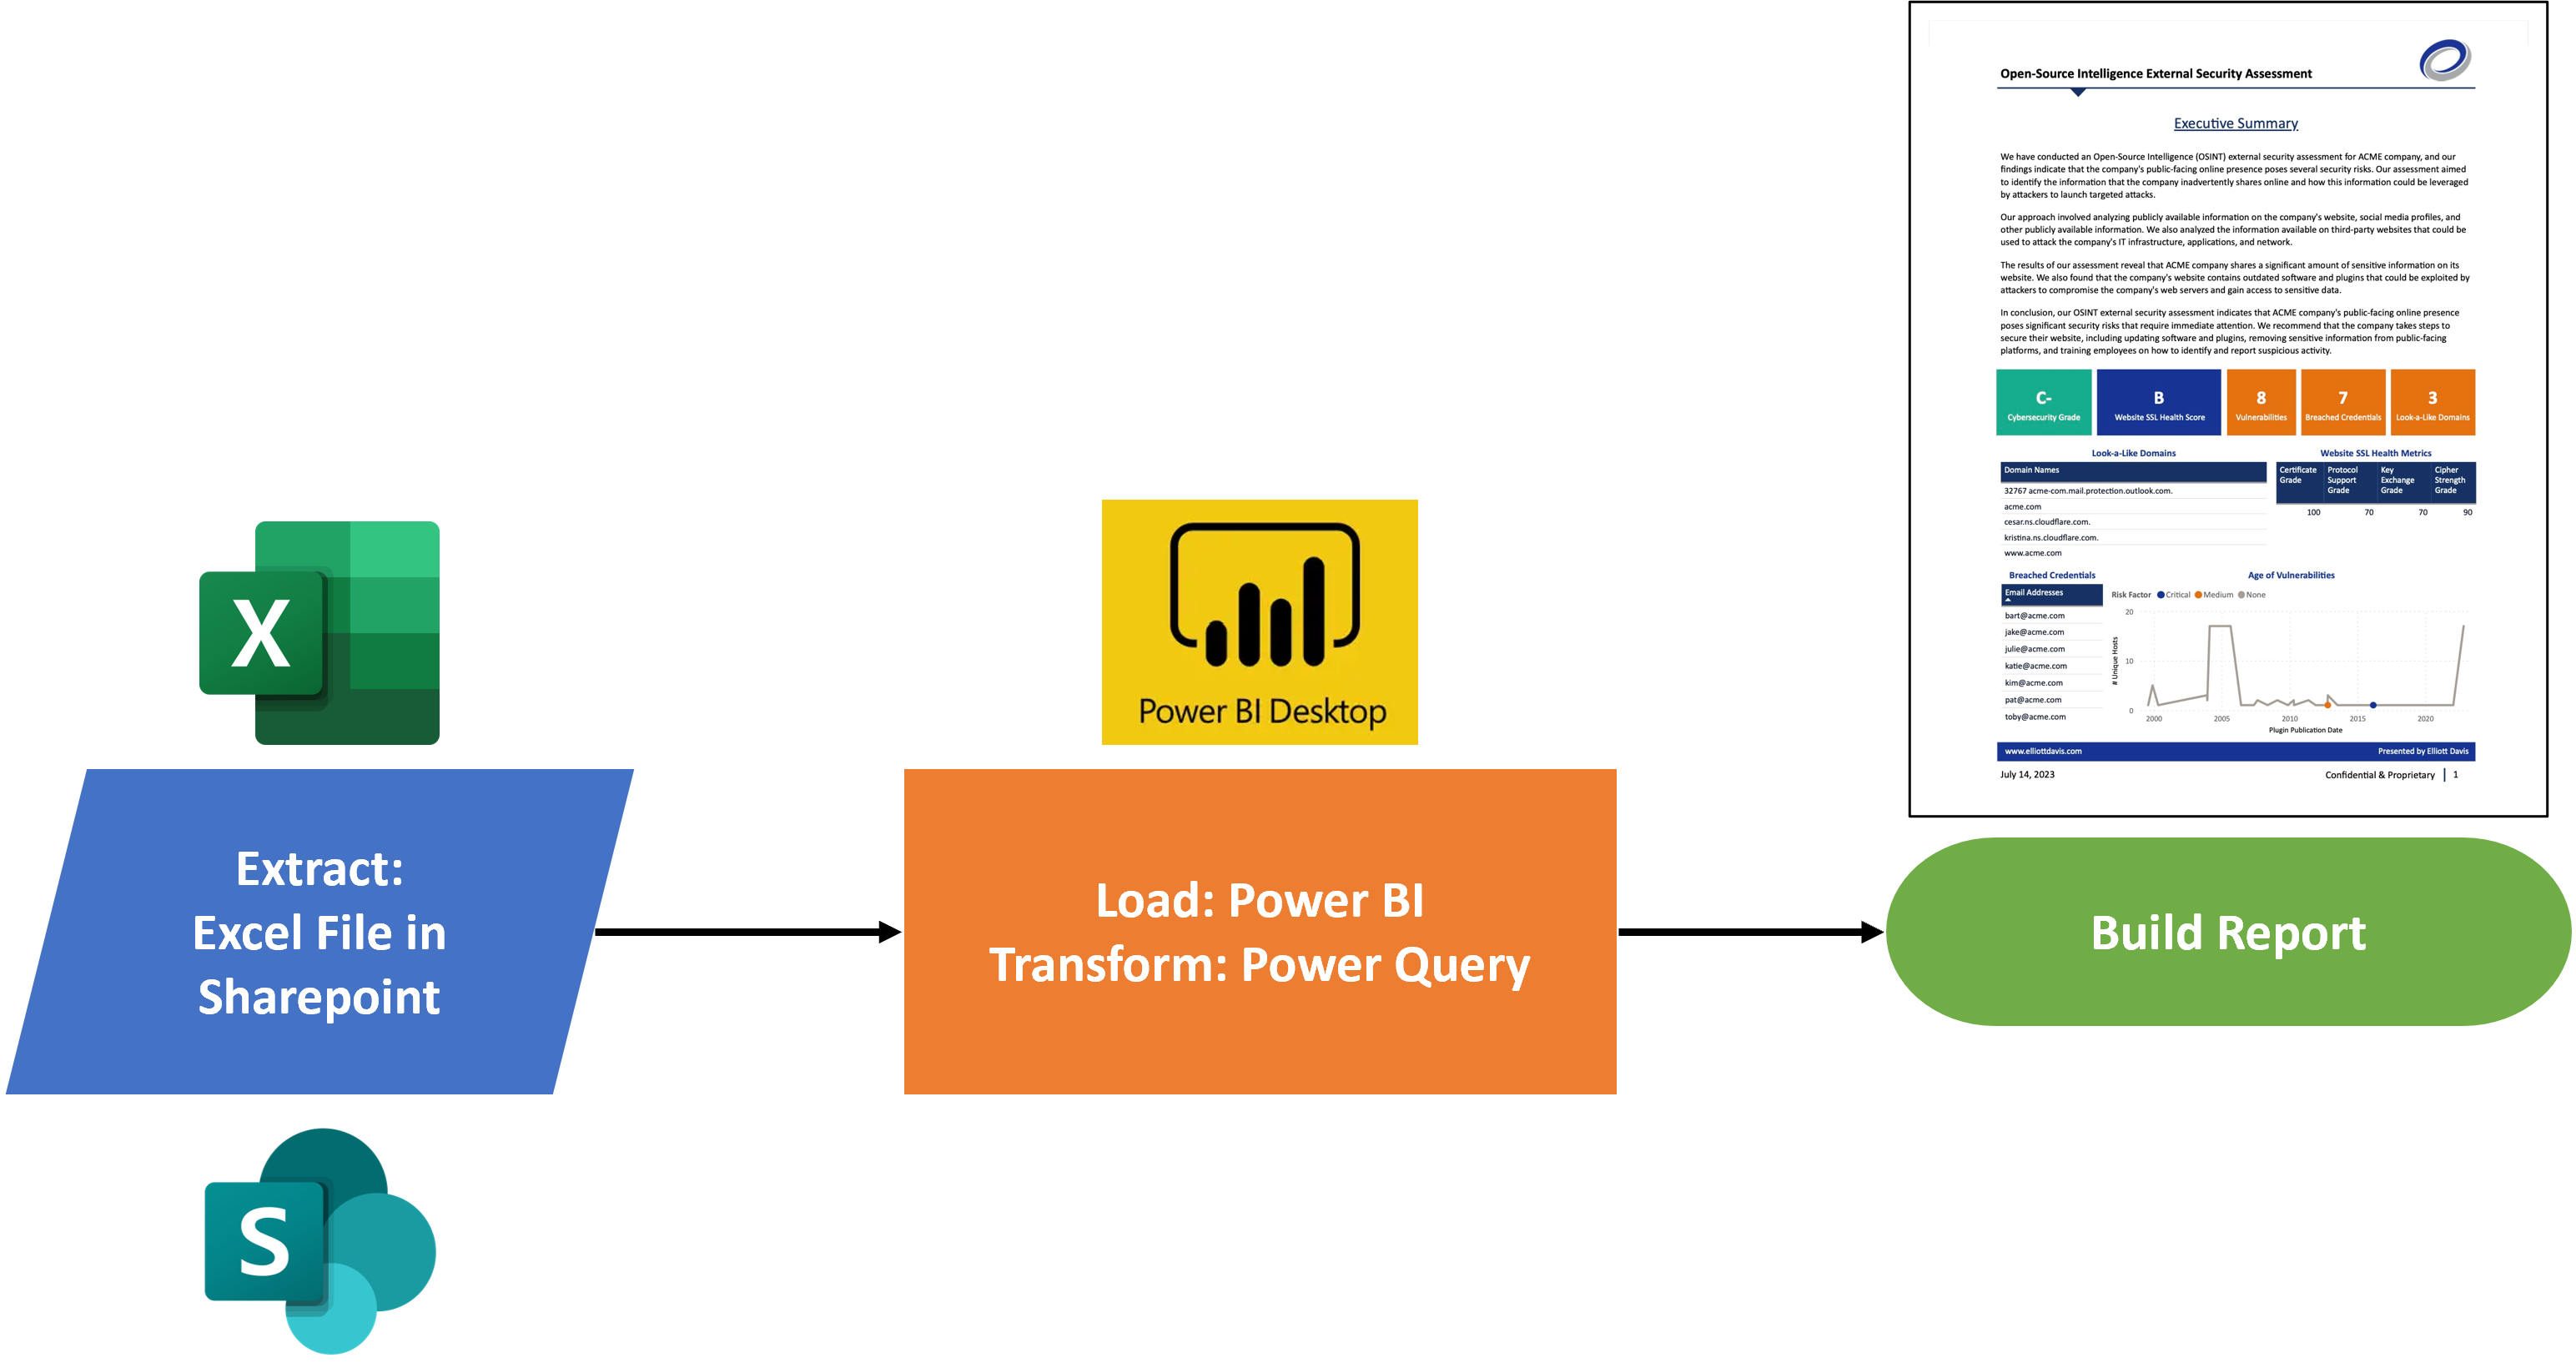 Open-Source Intelligence External Security Assessment
Executive Summary
We have conducted an Open-Source Intelligence (OSINT) external security assessment for ACME company, and our
findings indicate that the company's public-facing online presence poses several security risks. Our assessment aimed
to identify the information that the company inadvertently shares online and how this information could be leveraged
by attackers to launch targeted attacks.
Our approach involved analyzing publicly available information on the company's website, social media profiles, and
other publicly available information. We also analyzed the information available on third-party websites that could be
used to attack the company's IT infrastructure, applications, and network.
The results of our assessment reveal that ACME company shares a significant amount of sensitive information on its
website. We also found that the company's website contains outdated software and plugins that could be exploited by
attackers to compromise the company's web servers and gain access to sensitive data.
In conclusion, our OSINT external security assessment indicates that ACME company's public-facing online presence
poses significant security risks that require immediate attention. We recommend that the company takes steps to
secure their website, including updating software and plugins, removing sensitive information from public-facing
platforms, and training employees on how to identify and report suspicious activity.
C-
Cybersecurity Grade
B
Website SSL Health Score
8
Vulnerabilities
7
Breached Credentials
3
Look-a-Like Domains
Look-a-Like Domains
Domain Names
32767 acme-com.mail.protection.outlook.com.
acme.com
cesar.ns.cloudflare.com.
kristina.ns.cloudflare.com.
www.acme.com
Website SSL Health Metrics
Certificate Grade
Protocol Support Grade
Key Exchange Grade
Cipher Strength Grade
100 70 70 90
Breached Credentials
Email Addresses
bart@acme.com
jake@acme.com
julie@acme.com
katie@acme.com
kim@acme.com
pat@acme.com
toby@acme.com
Age of Vulnerabilities
Risk Factor Critical Medium None
# Unique Hosts
20
10
0
2000 2005 2010 2015 2020
Plugin Publication Date
www.elliottdavis.com Presented by Elliott Davis
July 14, 2023 Confidential & Proprietary 1
X
Power BI Desktop
Extract:
Excel File in
Sharepoint
Load: Power BI
Transform: Power Query
Build Report
S